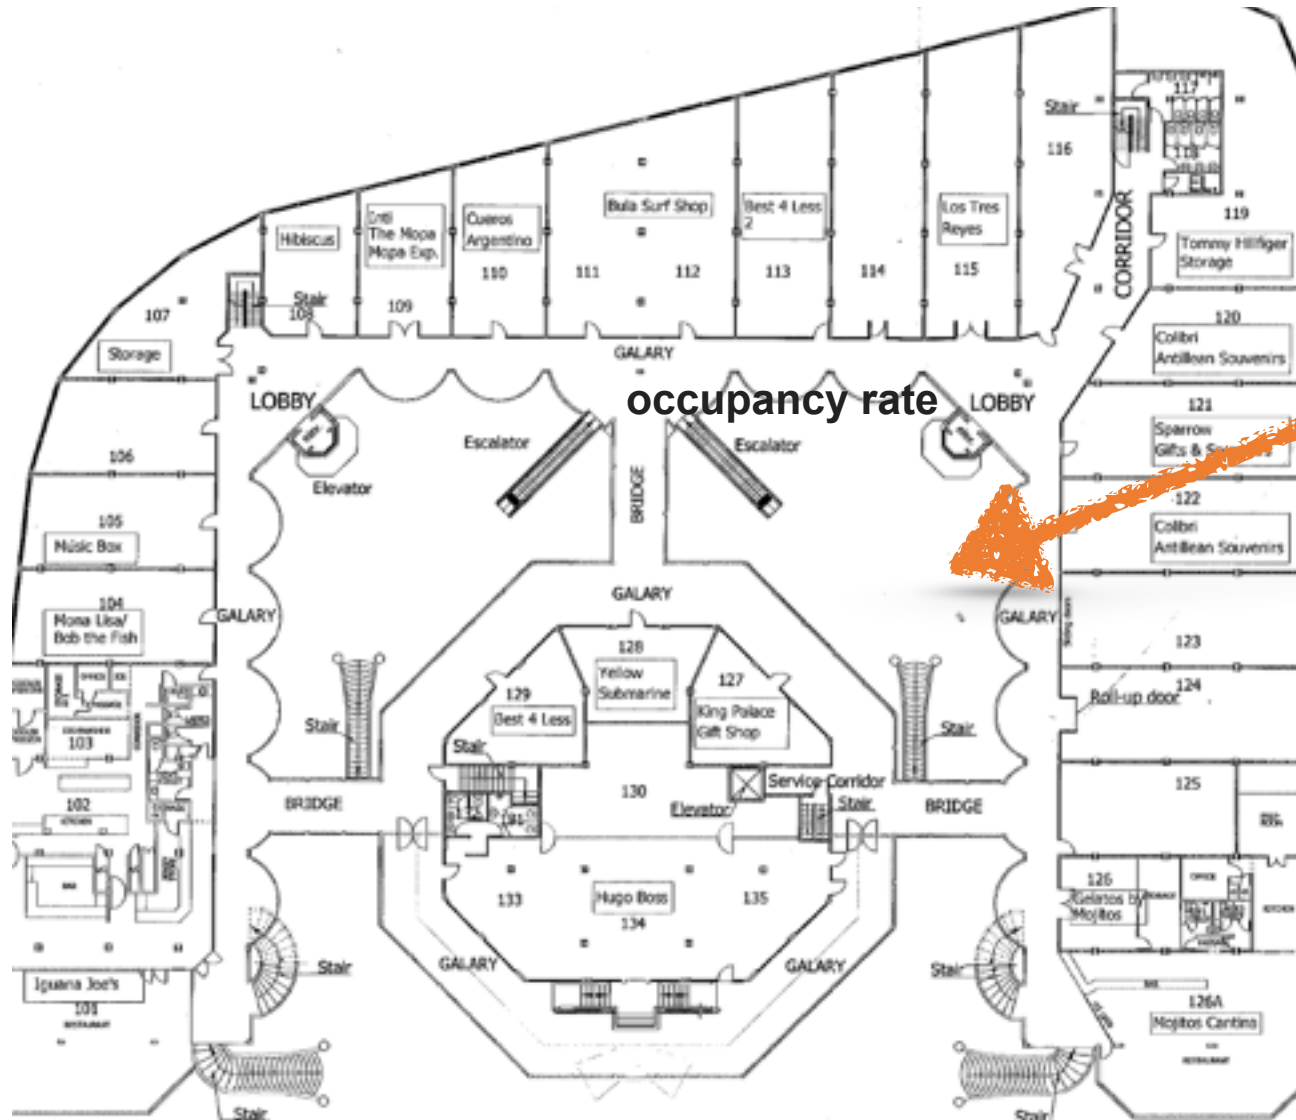 117
Stair
116
118
CORRIDOR
119
Bula Surf Shop
Best 4 Less
2
Los Tres
Reyes
Inti
The Mopa
Mopa Exp.
Cueros
Argentino
Hibiscus
Tommy Hilfiger
Storage
110
111
112
113
114
115
Stair
108
109
107
120
Storage
GALARY
Colibri
Antillean Souvenirs
LOBBY
occupancy rate
LOBBY
121
Sparrow
Escalator
Escalator
106
Elevator
BRIDGE
122
105
Music Box
Colibri
Antillean Souvenirs
104
Mona Lisa/
Bob the Fish
GALARY
GALARY
GALARY
123
128
Yellow
Submarine
129
127
124
Roll-up door
Best 4 Less
King Palace
Gift Shop
Stair
Stair
103
Stair
130
Service Corridor
125
102
KITCHEN
BRIDGE
Elevator
Stair
BRIDGE
BAR
133
Hugo Boss
134
135
126
Gelatos by
Mojitos
OFFICE
KITCHEN
GALARY
GALARY
Stair
Stair
Iguana Joe's
101
RESTAURANT
126A
Mojitos Cantina
RESTAURANT
Stair
Stair